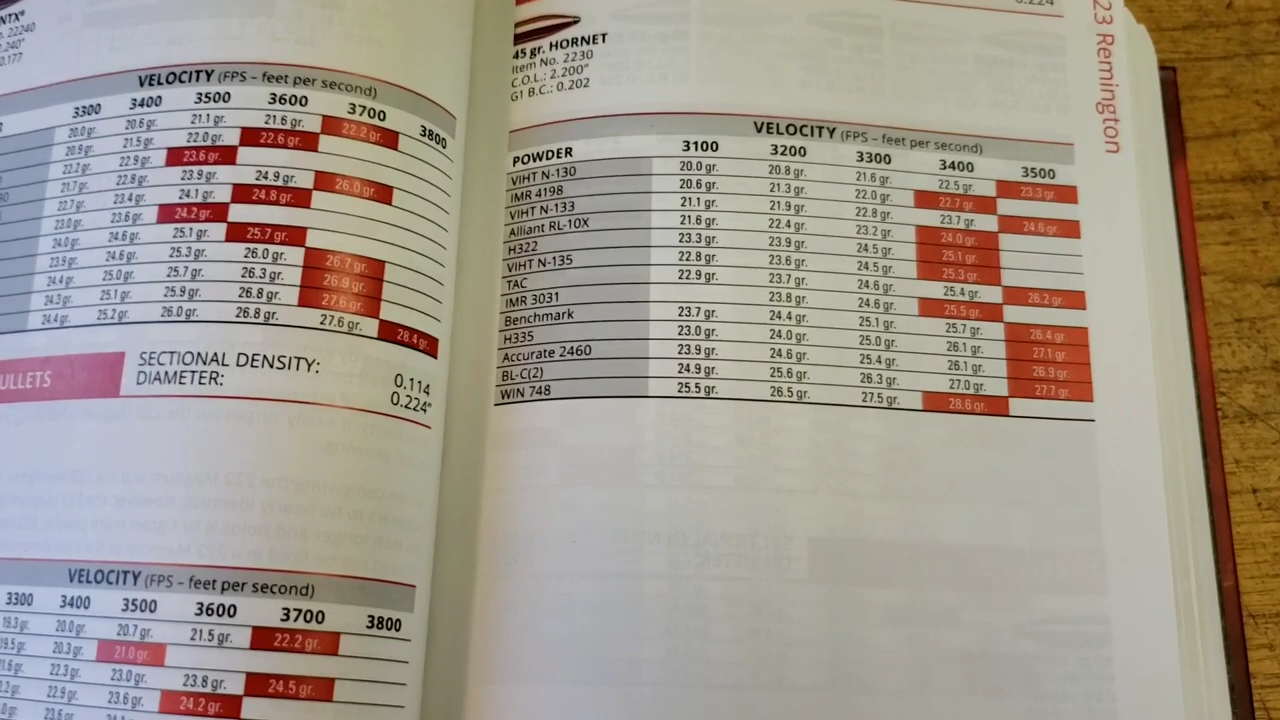 NTX®
22240
.240"
0.177
VELOCITY (FPS – feet per second)
3300 3400 3500 3600 3700 3800
20.0 gr. 20.6 gr. 21.1 gr. 21.6 gr. 22.2 gr.
20.9 gr. 21.5 gr. 22.0 gr. 22.6 gr.
22.2 gr. 22.9 gr. 23.6 gr.
21.7 gr. 22.8 gr. 23.9 gr. 24.9 gr. 26.0 gr.
22.7 gr. 23.4 gr. 24.1 gr. 24.8 gr.
23.0 gr. 23.6 gr. 24.2 gr.
24.0 gr. 24.6 gr. 25.1 gr. 25.7 gr.
23.9 gr. 24.6 gr. 25.3 gr. 26.0 gr. 26.7 gr.
24.4 gr. 25.0 gr. 25.7 gr. 26.3 gr. 26.9 gr.
24.3 gr. 25.1 gr. 25.9 gr. 26.8 gr. 27.6 gr.
24.4 gr. 25.2 gr. 26.0 gr. 26.8 gr. 27.6 gr. 28.4 gr.
ULLETS
SECTIONAL DENSITY: 0.114
DIAMETER: 0.224"
VELOCITY (FPS – feet per second)
3300 3400 3500 3600 3700 3800
19.3 gr. 20.0 gr. 20.7 gr. 21.5 gr. 22.2 gr.
19.5 gr. 20.3 gr. 21.0 gr.
1.6 gr. 22.3 gr. 23.0 gr. 23.8 gr. 24.5 gr.
2.2 gr. 22.9 gr. 23.6 gr. 24.2 gr.
23.6 gr.
0.224
45 gr. HORNET
Item No. 2230
C.O.L.: 2.200"
G1 B.C.: 0.202
VELOCITY (FPS – feet per second)
POWDER 3100 3200 3300 3400 3500
VIHT N-130 20.0 gr. 20.8 gr. 21.6 gr. 22.5 gr. 23.3 gr.
IMR 4198 20.6 gr. 21.3 gr. 22.0 gr. 22.7 gr.
VIHT N-133 21.1 gr. 21.9 gr. 22.8 gr. 23.7 gr. 24.6 gr.
Alliant RL-10X 21.6 gr. 22.4 gr. 23.2 gr. 24.0 gr.
H322 23.3 gr. 23.9 gr. 24.5 gr. 25.1 gr.
VIHT N-135 22.8 gr. 23.6 gr. 24.5 gr. 25.3 gr.
TAC 22.9 gr. 23.7 gr. 24.6 gr. 25.4 gr. 26.2 gr.
IMR 3031 23.8 gr. 24.6 gr. 25.5 gr.
Benchmark 23.7 gr. 24.4 gr. 25.1 gr. 25.7 gr. 26.4 gr.
H335 23.0 gr. 24.0 gr. 25.0 gr. 26.1 gr. 27.1 gr.
Accurate 2460 23.9 gr. 24.6 gr. 25.4 gr. 26.1 gr. 26.9 gr.
BL-C(2) 24.9 gr. 25.6 gr. 26.3 gr. 27.0 gr. 27.7 gr.
WIN 748 25.5 gr. 26.5 gr. 27.5 gr. 28.6 gr.
23 Remington